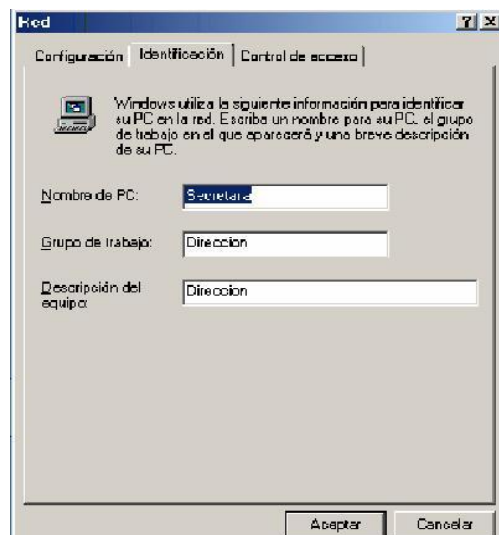 Red
Configuración
Identificación
Control de acceso
Windows utiliza la siguiente información para identificar
su PC en la red. Escriba un nombre para su PC, el grupo
de trabajo en el que aparecerá y una breve descripción
de su PC.
Nombre de PC:
Secretara
Grupo de trabajo:
Direccion
Descripción del
equipo:
Direccion
Aceptar
Cancelar